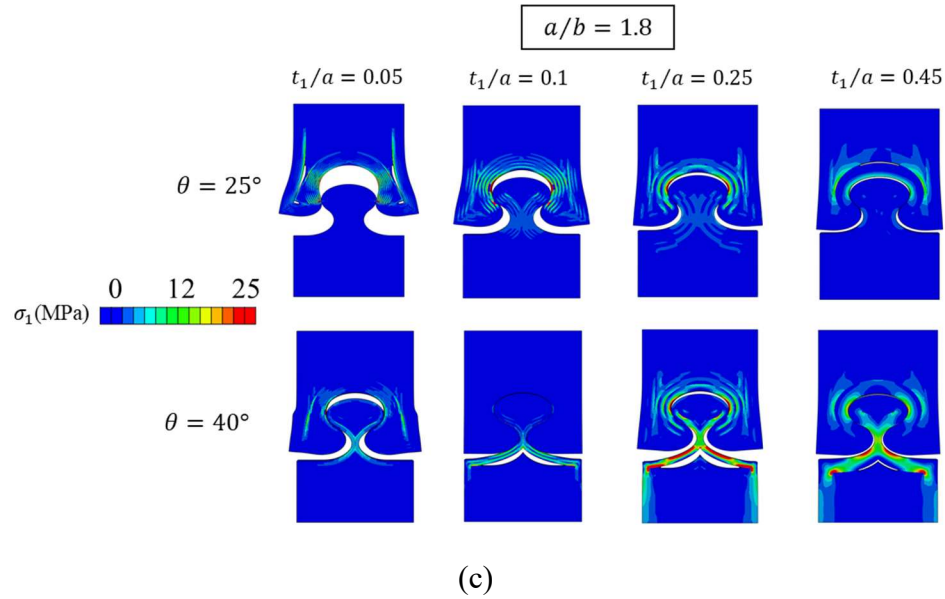 a/b = 1.8
t₁/a = 0.05 t₁/a = 0.1 t₁/a = 0.25 t₁/a = 0.45
θ = 25°
0 12 25
σ₁(MPa)
θ = 40°
(c)